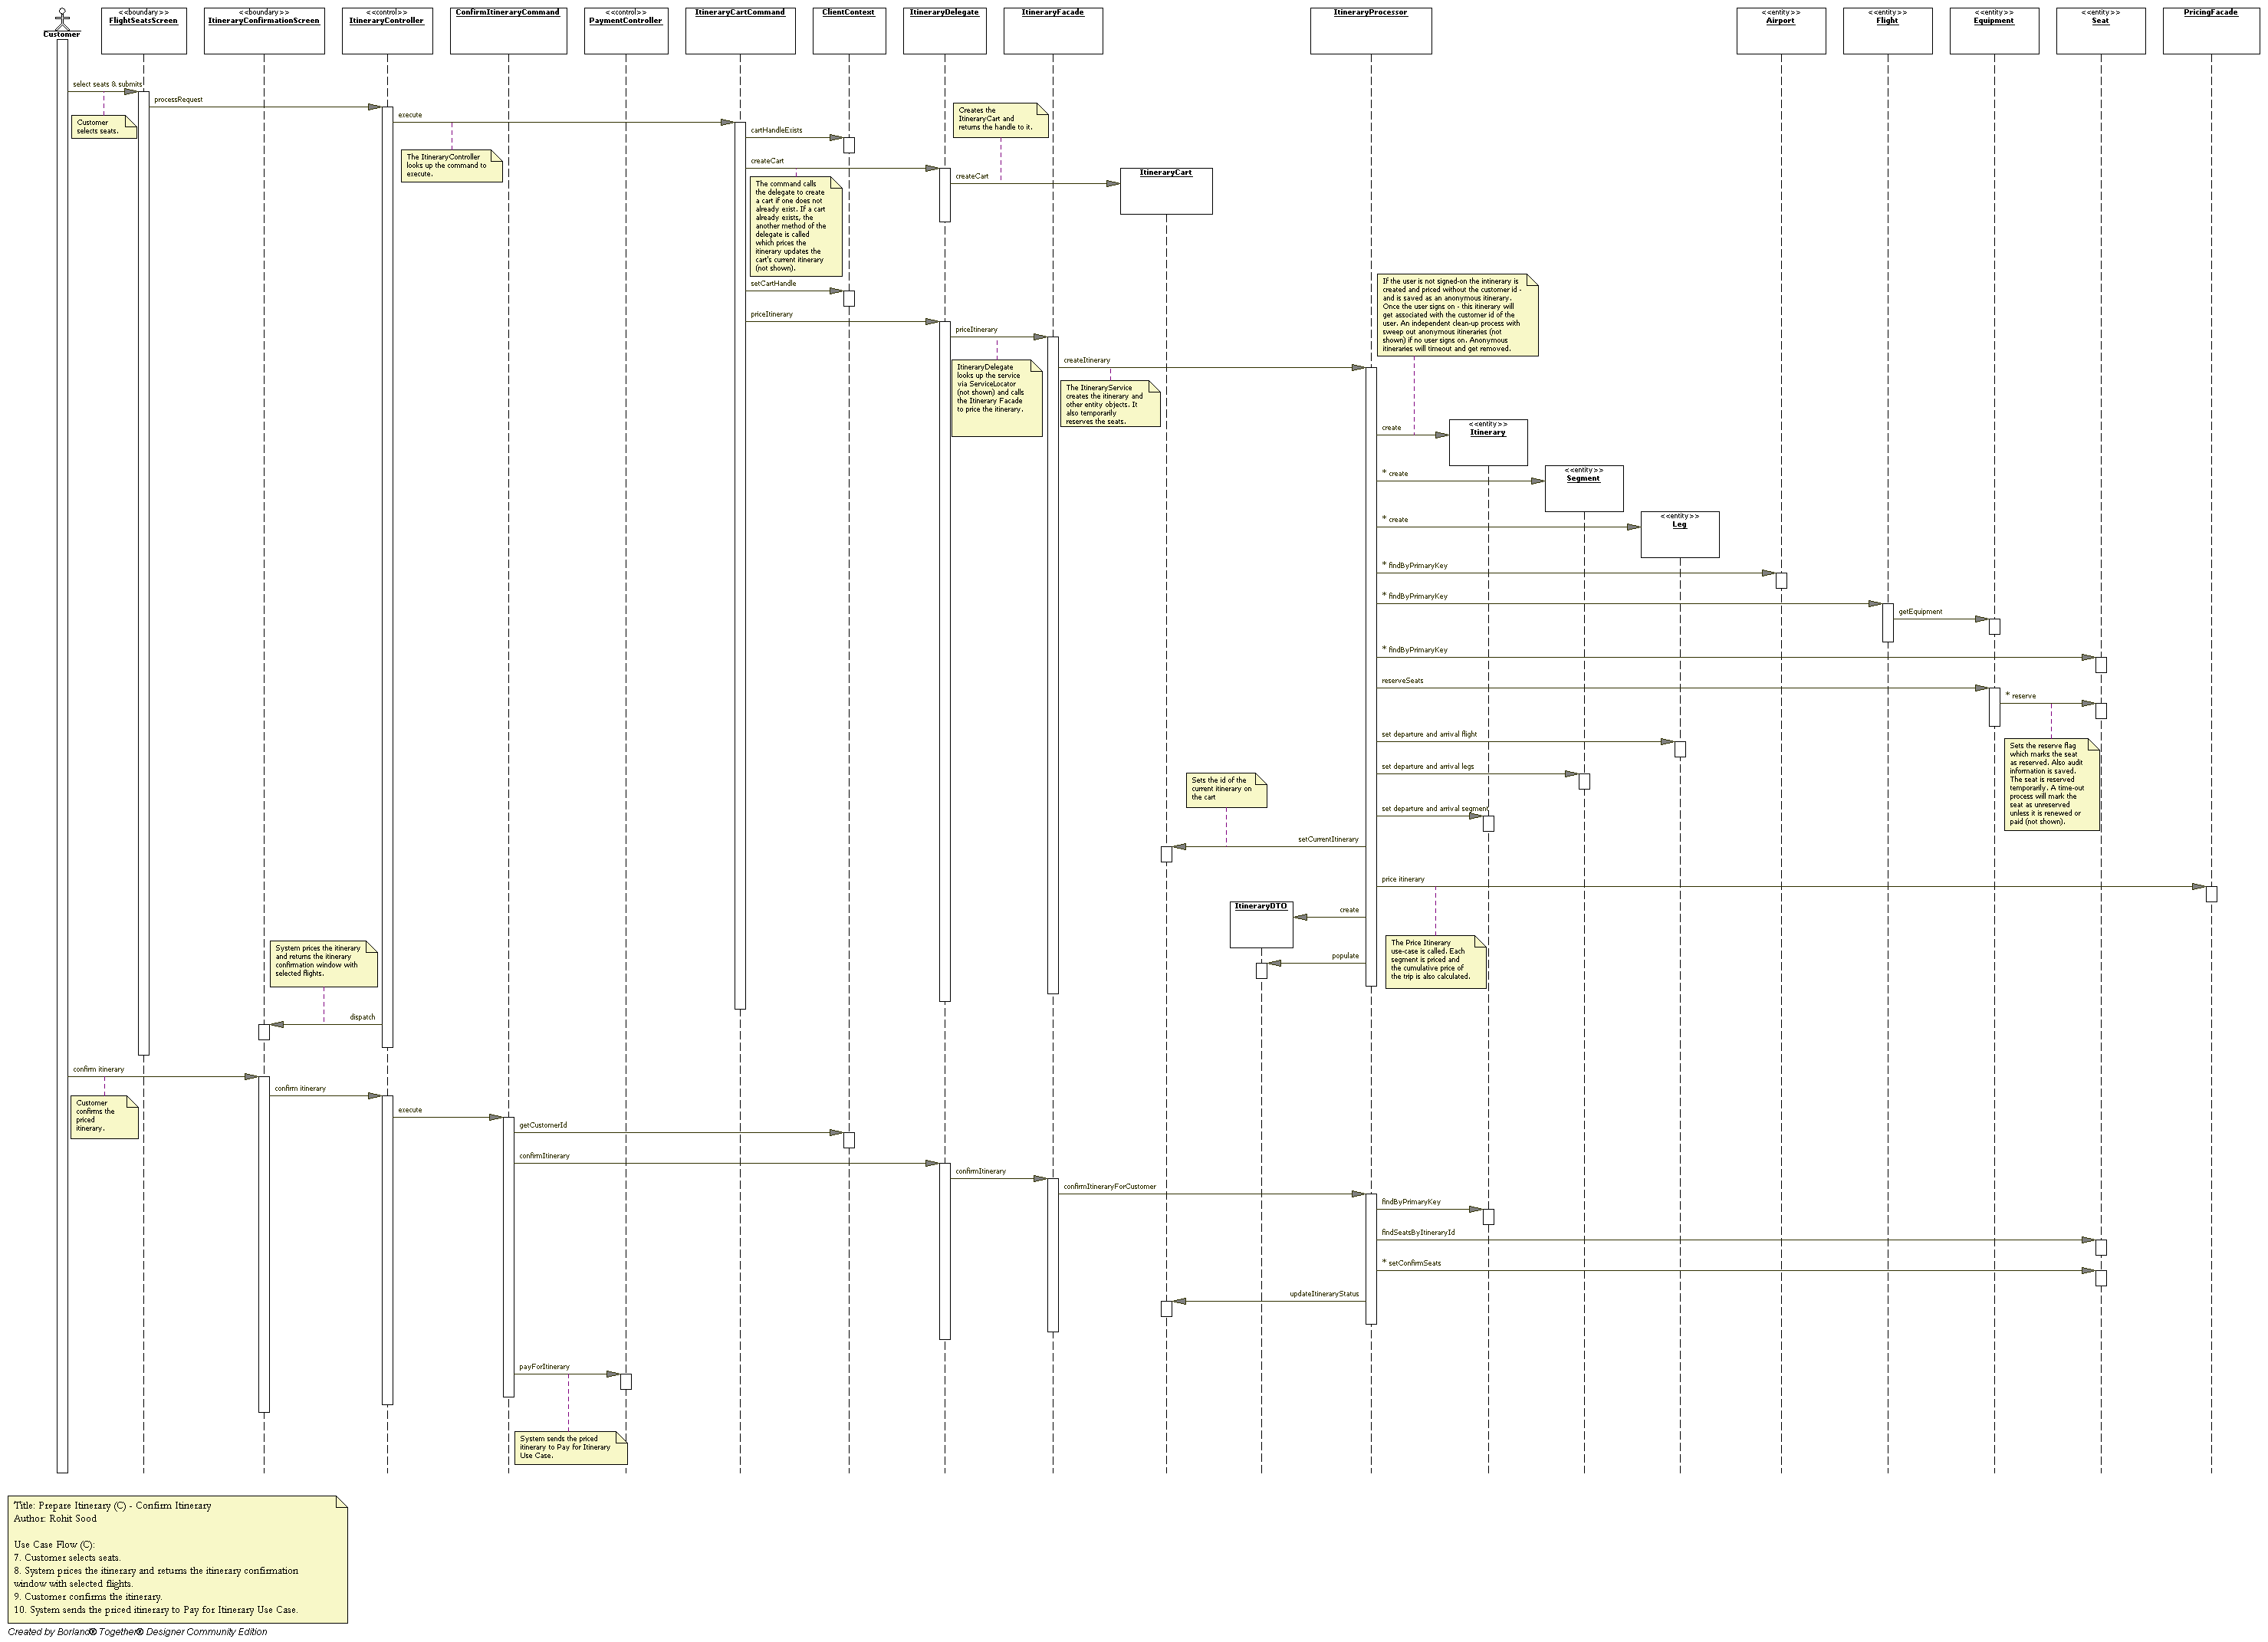 Customer
<<boundary>>
FlightSeatsScreen
<<boundary>>
ItineraryConfirmationScreen
<<control>>
ItineraryController
ConfirmItineraryCommand
<<control>>
PaymentController
ItineraryCartCommand
ClientContext
ItineraryDelegate
ItineraryFacade
ItineraryProcessor
<<entity>>
Airport
<<entity>>
Flight
<<entity>>
Equipment
<<entity>>
Seat
PricingFacade
select seats & submits
Customer
selects seats.
processRequest
execute
The ItineraryController
looks up the command to
execute.
cartHandleExists
createCart
The command calls
the delegate to create
a cart if one does not
already exist. If a cart
already exists, the
another method of the
delegate is called
which prices the
itinerary updates the
cart's current itinerary
(not shown).
Creates the
ItineraryCart and
returns the handle to it.
createCart
ItineraryCart
setCartHandle
priceItinerary
priceItinerary
ItineraryDelegate
looks up the service
via ServiceLocator
(not shown) and calls
the Itinerary Facade
to price the itinerary.
createItinerary
The ItineraryService
creates the itinerary and
other entity objects. It
also temporarily
reserves the seats.
If the user is not signed-on the intinerary is
created and priced without the customer id -
and is saved as an anonymous itinerary.
Once the user signs on - this itinerary will
get associated with the customer id of the
user. An independent clean-up process with
sweep out anonymous itineraries (not
shown) if no user signs on. Anonymous
itineraries will timeout and get removed.
create
<<entity>>
Itinerary
* create
<<entity>>
Segment
* create
<<entity>>
Leg
* findByPrimaryKey
* findByPrimaryKey
getEquipment
* findByPrimaryKey
reserveSeats
* reserve
Sets the reserve flag
which marks the seat
as reserved. Also audit
information is saved.
The seat is reserved
temporarily. A time-out
process will mark the
seat as unreserved
unless it is renewed or
paid (not shown).
set departure and arrival flight
set departure and arrival legs
set departure and arrival segment
Sets the id of the
current itinerary on
the cart
setCurrentItinerary
price itinerary
The Price Itinerary
use-case is called. Each
segment is priced and
the cumulative price of
the trip is also calculated.
create
ItineraryDTO
populate
System prices the itinerary
and returns the itinerary
confirmation window with
selected flights.
dispatch
confirm itinerary
Customer
confirms the
priced
itinerary.
confirm itinerary
execute
getCustomerId
confirmItinerary
confirmItinerary
confirmItineraryForCustomer
findByPrimaryKey
findSeatsByItineraryId
* setConfirmSeats
updateItineraryStatus
payForItinerary
System sends the priced
itinerary to Pay for Itinerary
Use Case.
Title: Prepare Itinerary (C) - Confirm Itinerary
Author: Rohit Sood
Use Case Flow (C):
7. Customer selects seats.
8. System prices the itinerary and returns the itinerary confirmation
window with selected flights.
9. Customer confirms the itinerary.
10. System sends the priced itinerary to Pay for Itinerary Use Case.
Created by Borland® Together® Designer Community Edition